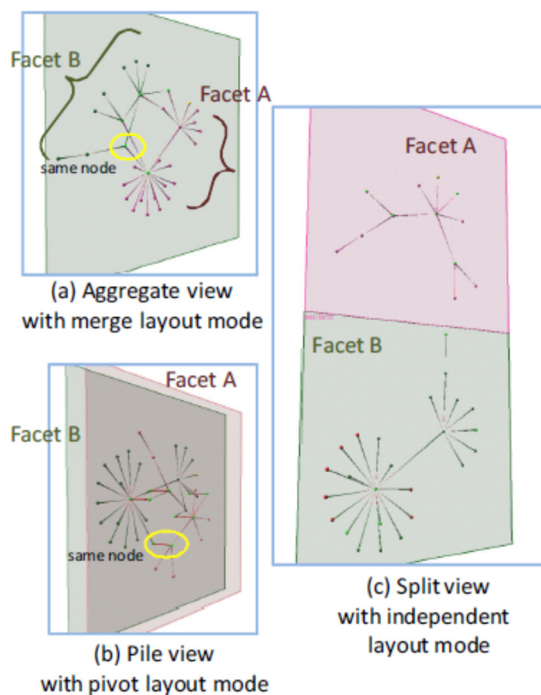 Facet B
Facet A
same node
(a) Aggregate view
with merge layout mode
Facet A
Facet B
same node
(b) Pile view
with pivot layout mode
Facet A
Facet B
(c) Split view
with independent
layout mode